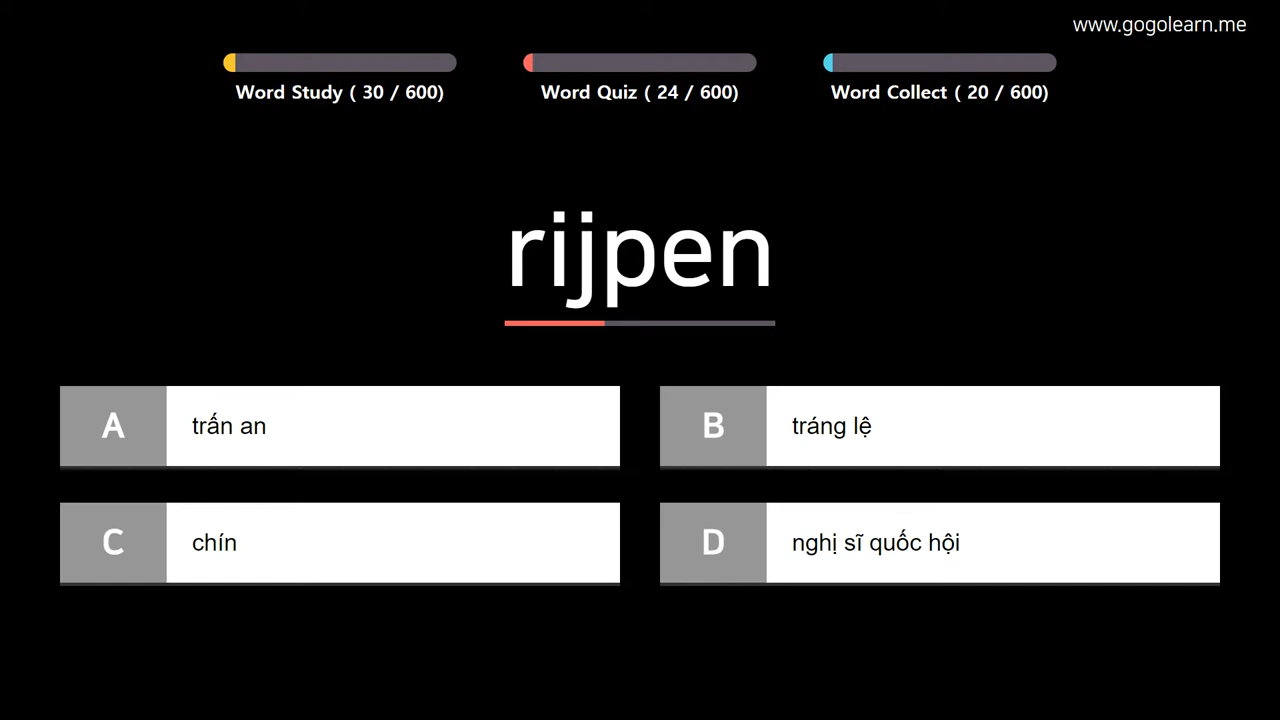 www.gogolearn.me
Word Study ( 30 / 600)
Word Quiz ( 24 / 600)
Word Collect ( 20 / 600)
rijpen
A
trấn an
B
tráng lệ
C
chín
D
nghị sĩ quốc hội